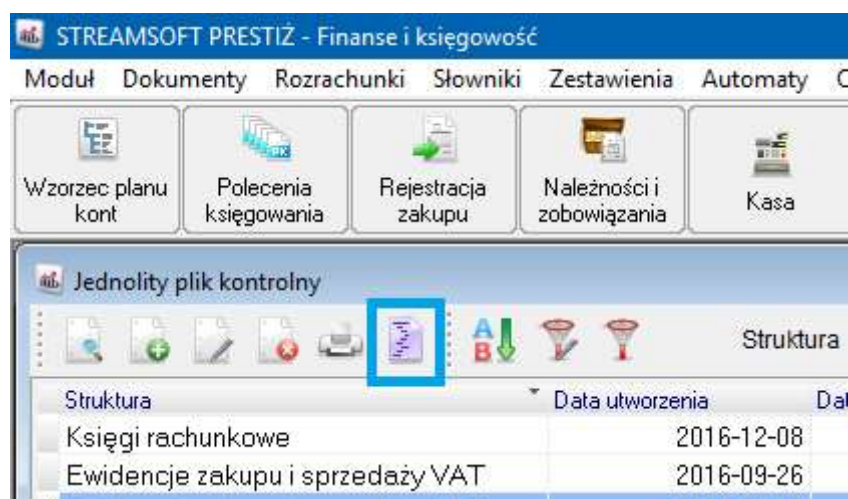 STREAMSOFT PRESTIŻ - Finanse i księgowość
Moduł Dokumenty Rozrachunki Słowniki Zestawienia Automaty
Wzorzec planu kont
Polecenia księgowania
Rejestracja zakupu
Należności i zobowiązania
Kasa
Jednolity plik kontrolny
Struktura
Struktura Data utworzenia Dat
Księgi rachunkowe 2016-12-08
Ewidencje zakupu i sprzedaży VAT 2016-09-26